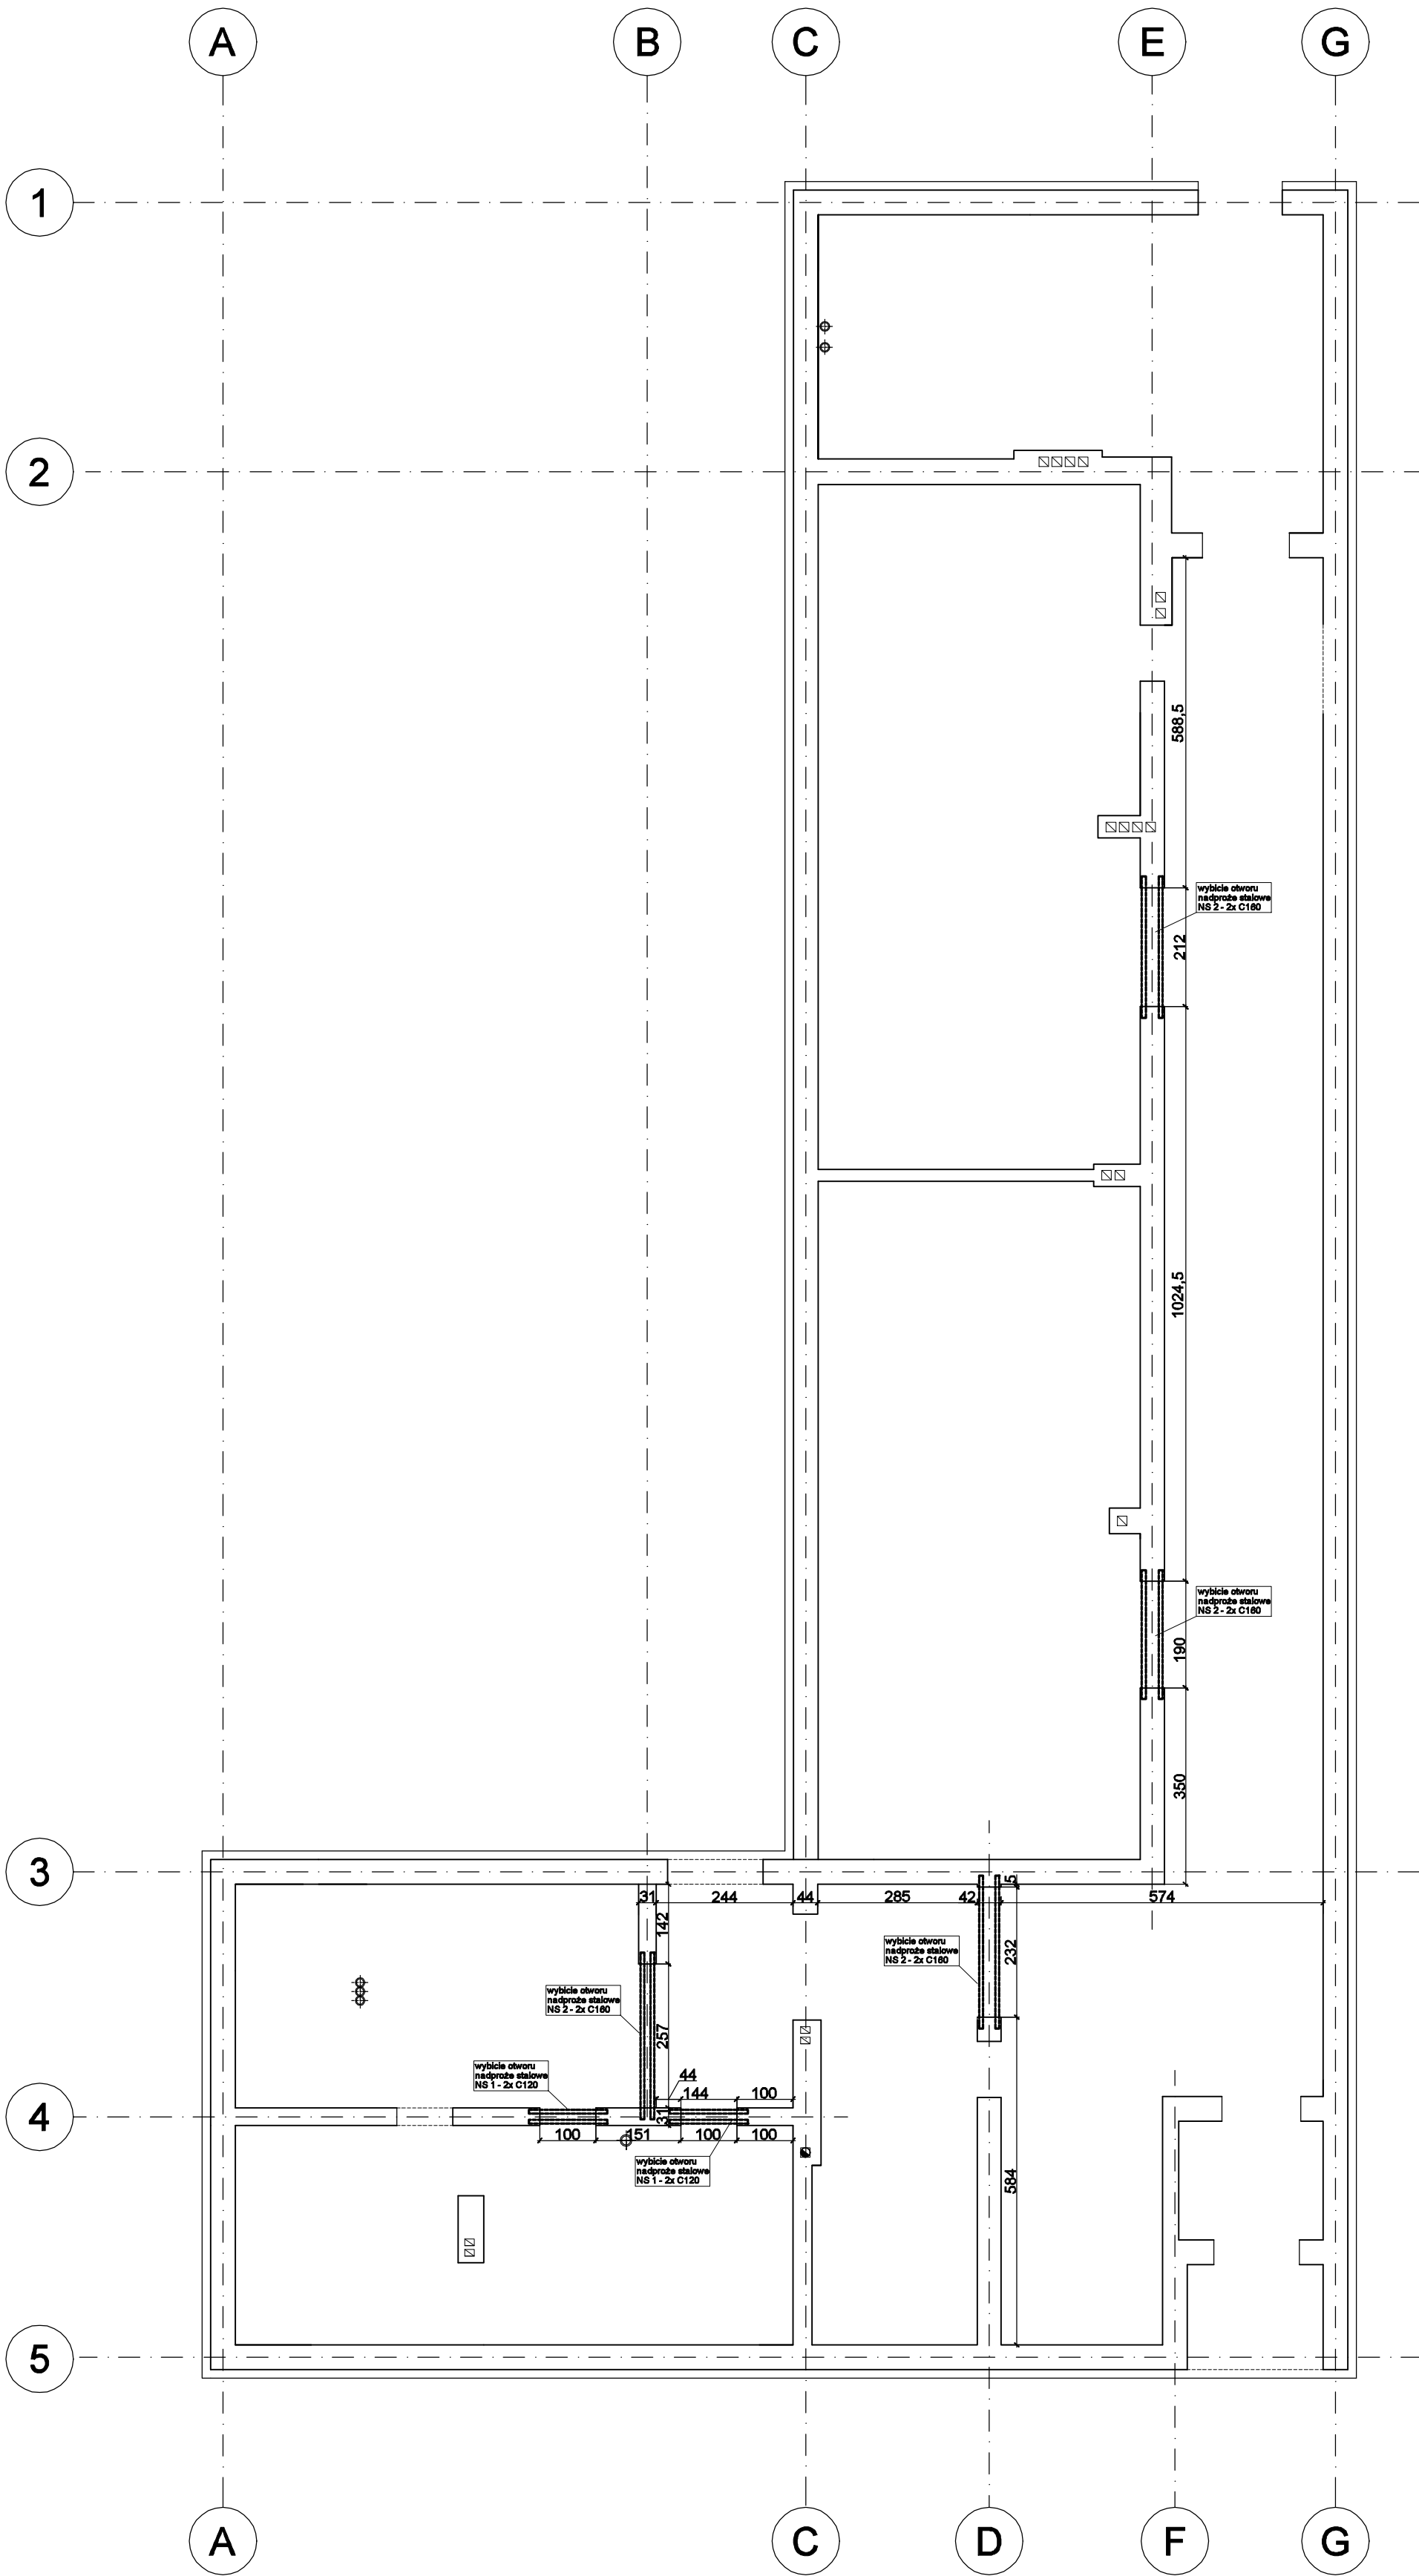 A
B
C
E
G
1
2
588,5
wybicie otworu
nadproże stalowe
NS 2 - 2x C160
212
1024,5
wybicie otworu
nadproże stalowe
NS 2 - 2x C160
190
350
3
31
244
44
285
42
5
574
142
wybicie otworu
nadproże stalowe
NS 2 - 2x C160
232
wybicie otworu
nadproże stalowe
NS 2 - 2x C160
257
wybicie otworu
nadproże stalowe
NS 1 - 2x C120
44
144
100
4
31
100
151
100
100
wybicie otworu
nadproże stalowe
NS 1 - 2x C120
584
5
A
C
D
F
G